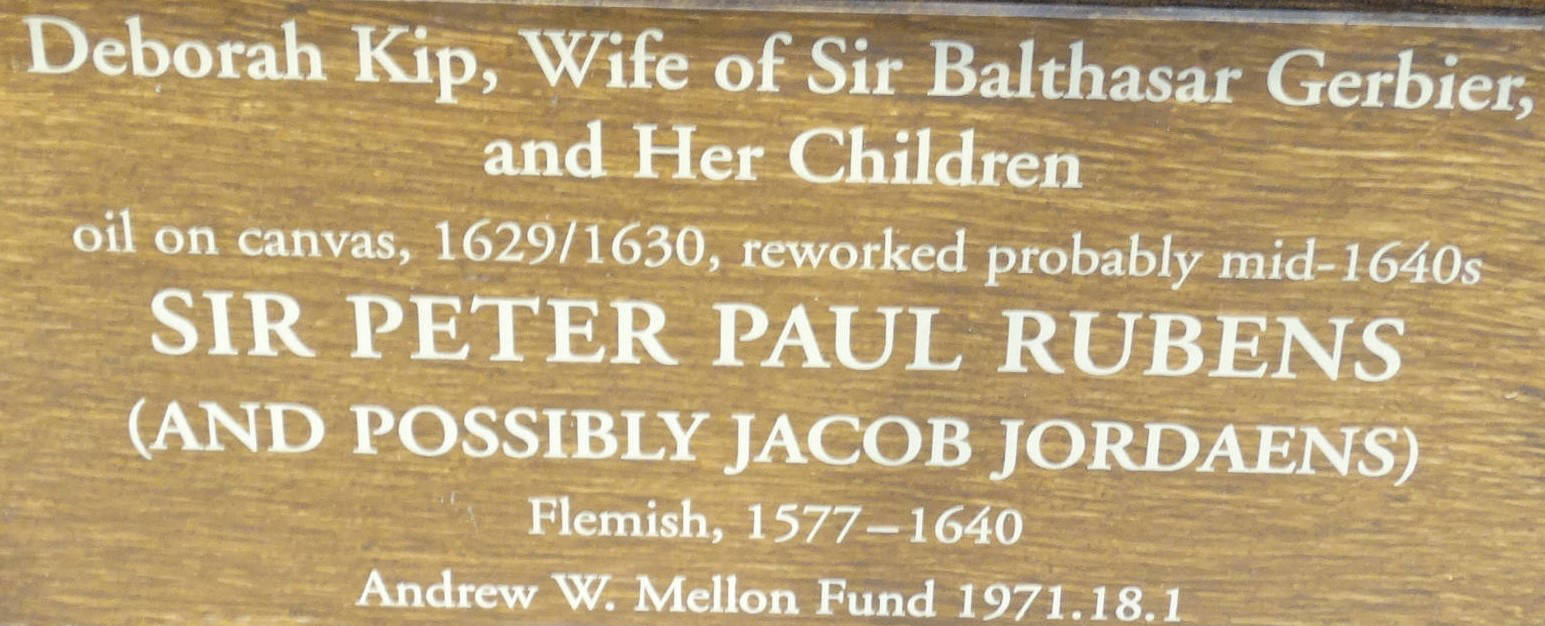 Deborah Kip, Wife of Sir Balthasar Gerbier,
and Her Children
oil on canvas, 1629/1630, reworked probably mid-1640s
SIR PETER PAUL RUBENS
(AND POSSIBLY JACOB JORDAENS)
Flemish, 1577–1640
Andrew W. Mellon Fund 1971.18.1